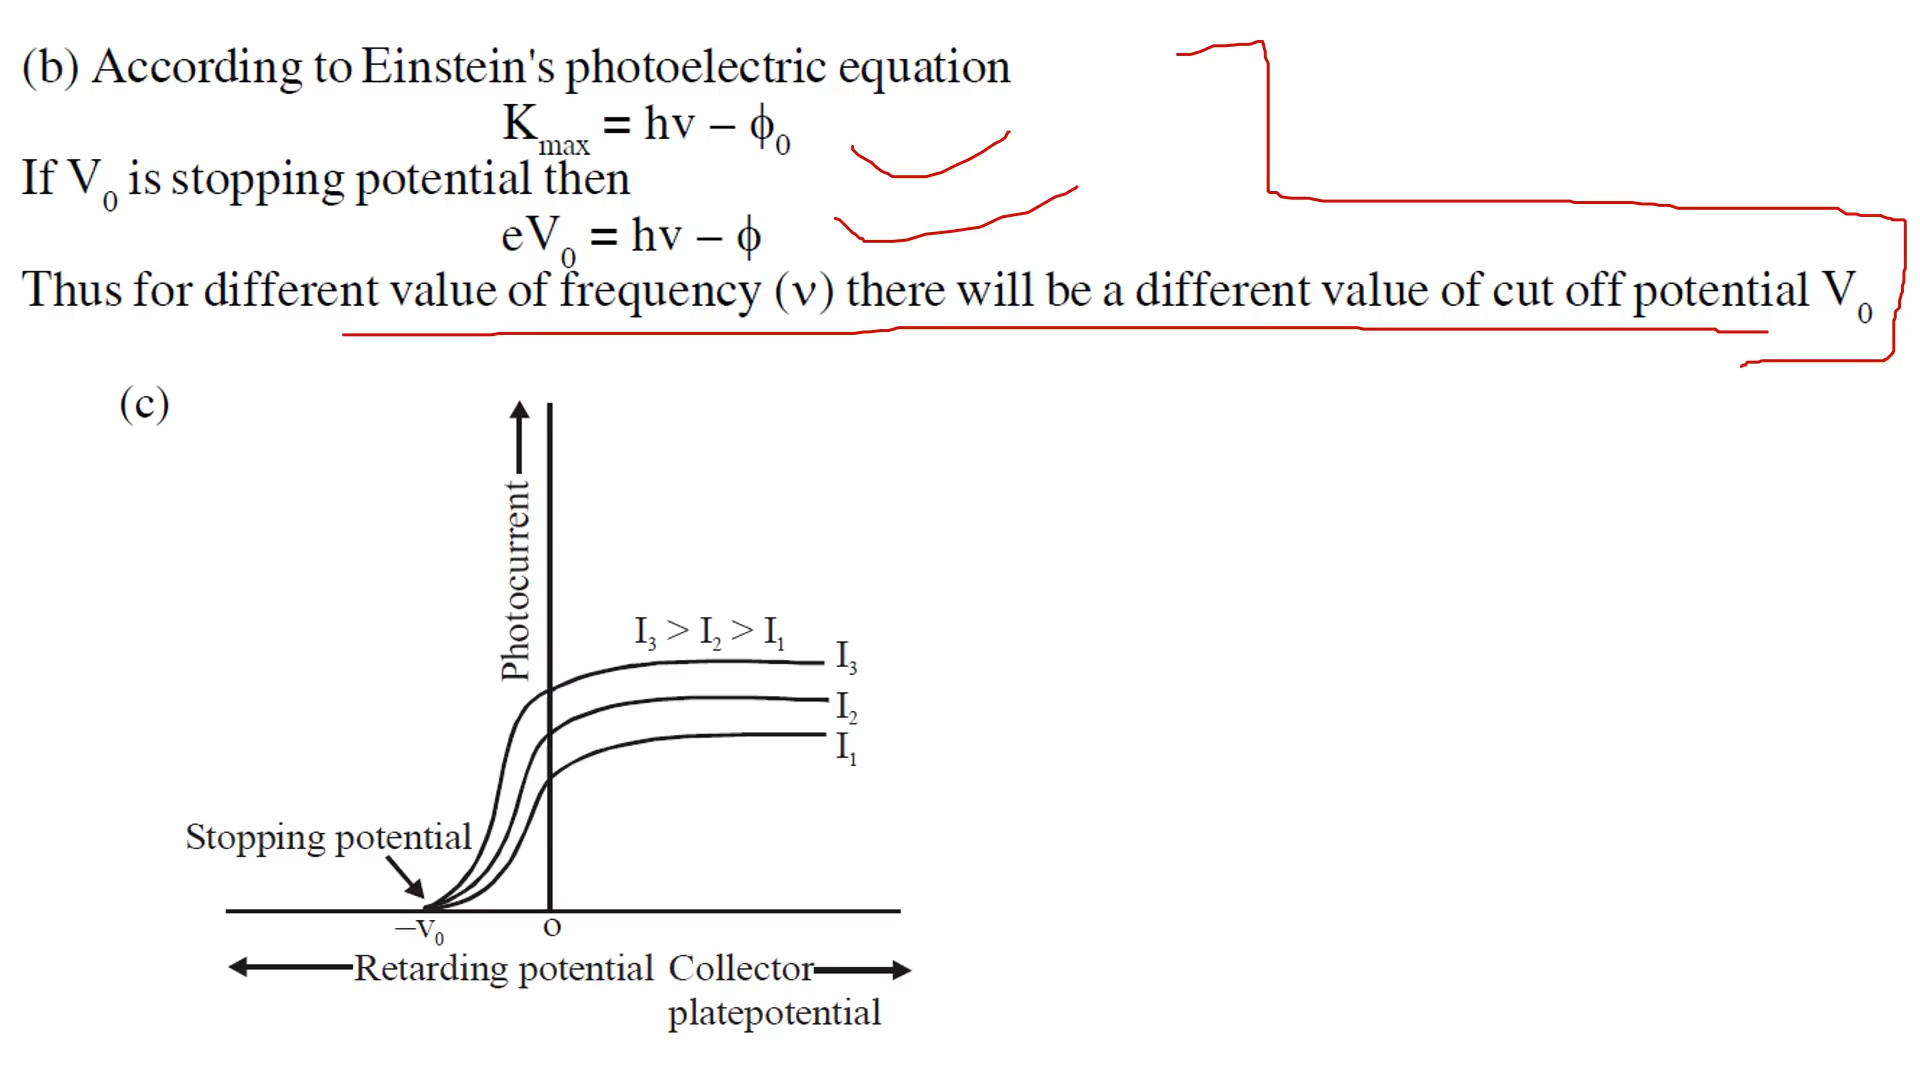 (b) According to Einstein's photoelectric equation
Kmax = hν – ϕ0
If V0 is stopping potential then
eV0 = hν – ϕ
Thus for different value of frequency (ν) there will be a different value of cut off potential V0
(c)
Photocurrent
I3 > I2 > I1
I3
I2
I1
Stopping potential
–V0
O
Retarding potential
Collector
platepotential